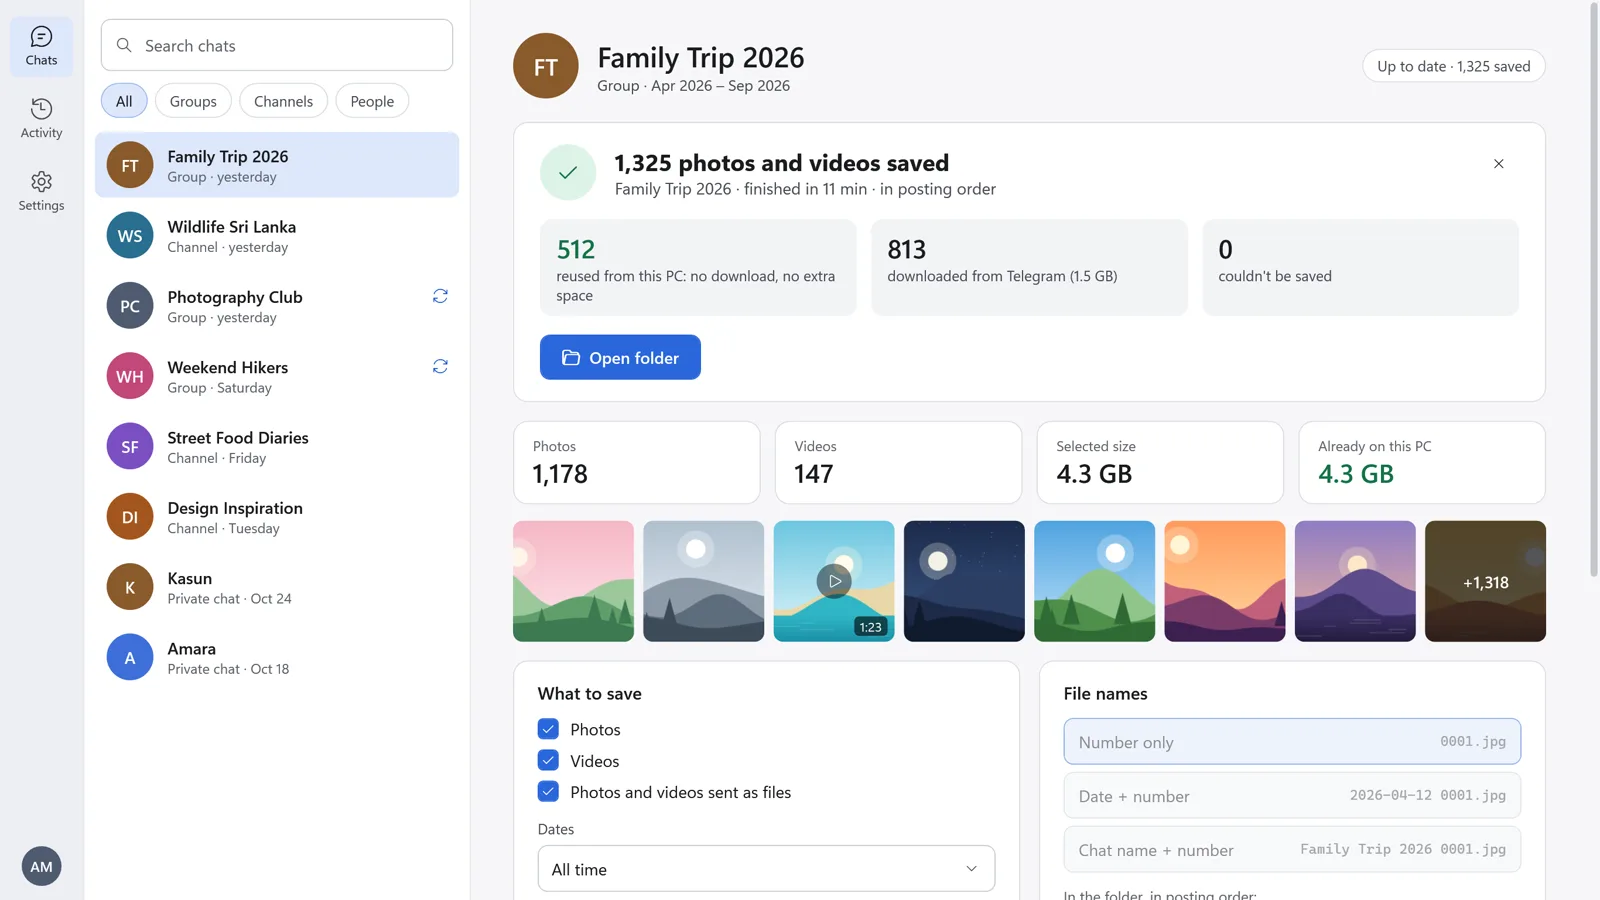 Chats
Activity
Settings
AM
Search chats
All
Groups
Channels
People
FT
Family Trip 2026
Group · yesterday
WS
Wildlife Sri Lanka
Channel · yesterday
PC
Photography Club
Group · yesterday
WH
Weekend Hikers
Group · Saturday
SF
Street Food Diaries
Channel · Friday
DI
Design Inspiration
Channel · Tuesday
K
Kasun
Private chat · Oct 24
A
Amara
Private chat · Oct 18
FT
Family Trip 2026
Group · Apr 2026 – Sep 2026
Up to date · 1,325 saved
1,325 photos and videos saved
Family Trip 2026 · finished in 11 min · in posting order
512
reused from this PC: no download, no extra
space
813
downloaded from Telegram (1.5 GB)
0
couldn't be saved
Open folder
Photos
1,178
Videos
147
Selected size
4.3 GB
Already on this PC
4.3 GB
1:23
+1,318
What to save
Photos
Videos
Photos and videos sent as files
Dates
All time
File names
Number only 0001.jpg
Date + number 2026-04-12 0001.jpg
Chat name + number Family Trip 2026 0001.jpg
In the folder, in posting order: